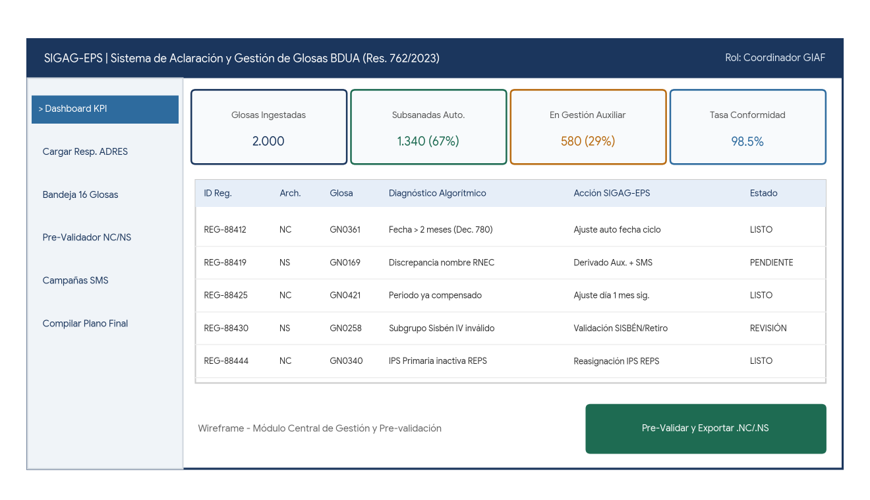 SIGAG-EPS | Sistema de Aclaración y Gestión de Glosas BDUA (Res. 762/2023)
Rol: Coordinador GIAF
> Dashboard KPI
Cargar Resp. ADRES
Bandeja 16 Glosas
Pre-Validador NC/NS
Campañas SMS
Compilar Plano Final
Glosas Ingestadas
2.000
Subsanadas Auto.
1.340 (67%)
En Gestión Auxiliar
580 (29%)
Tasa Conformidad
98.5%
ID Reg. Arch. Glosa Diagnóstico Algorítmico Acción SIGAG-EPS Estado
REG-88412 NC GN0361 Fecha > 2 meses (Dec. 780) Ajuste auto fecha ciclo LISTO
REG-88419 NS GN0169 Discrepancia nombre RNEC Derivado Aux. + SMS PENDIENTE
REG-88425 NC GN0421 Periodo ya compensado Ajuste día 1 mes sig. LISTO
REG-88430 NS GN0258 Subgrupo Sisbén IV inválido Validación SISBÉN/Retiro REVISIÓN
REG-88444 NC GN0340 IPS Primaria inactiva REPS Reasignación IPS REPS LISTO
Wireframe - Módulo Central de Gestión y Pre-validación
Pre-Validar y Exportar .NC/.NS